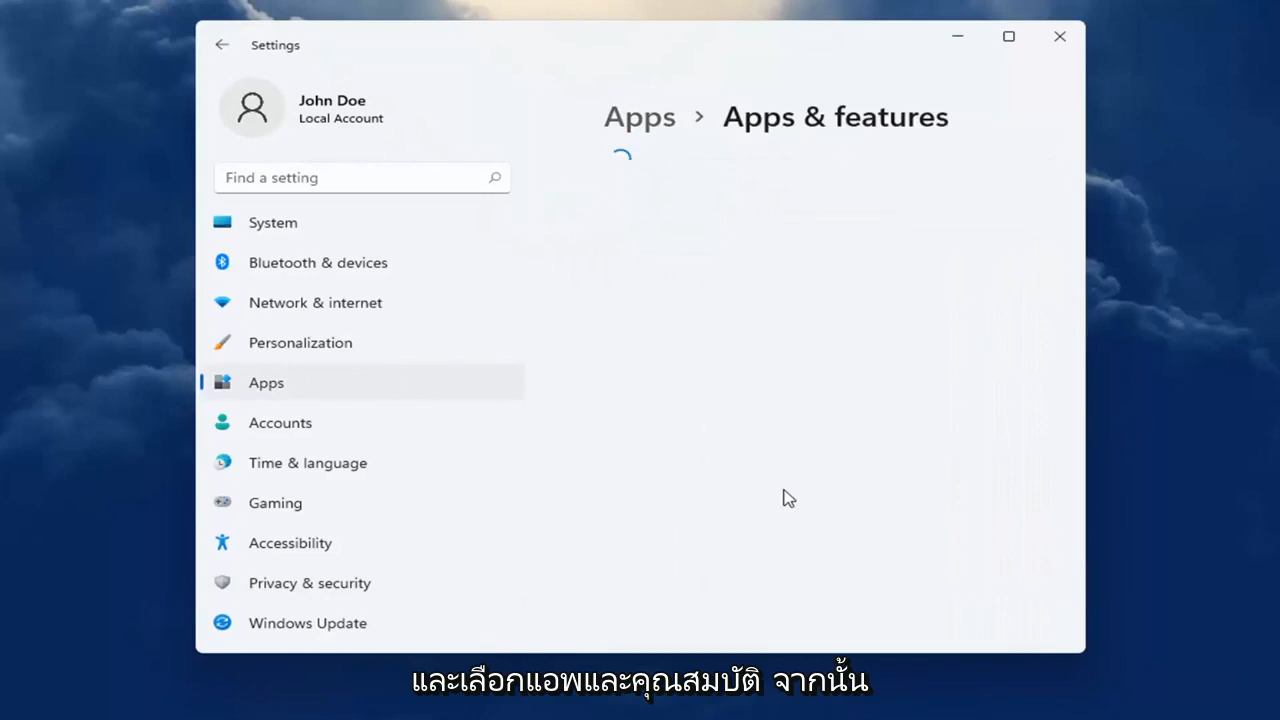 Settings
John Doe
Local Account
Find a setting
System
Bluetooth & devices
Network & internet
Personalization
Apps
Accounts
Time & language
Gaming
Accessibility
Privacy & security
Windows Update
Apps > Apps & features
และเลือกแอพและคุณสมบัติ จากนั้น